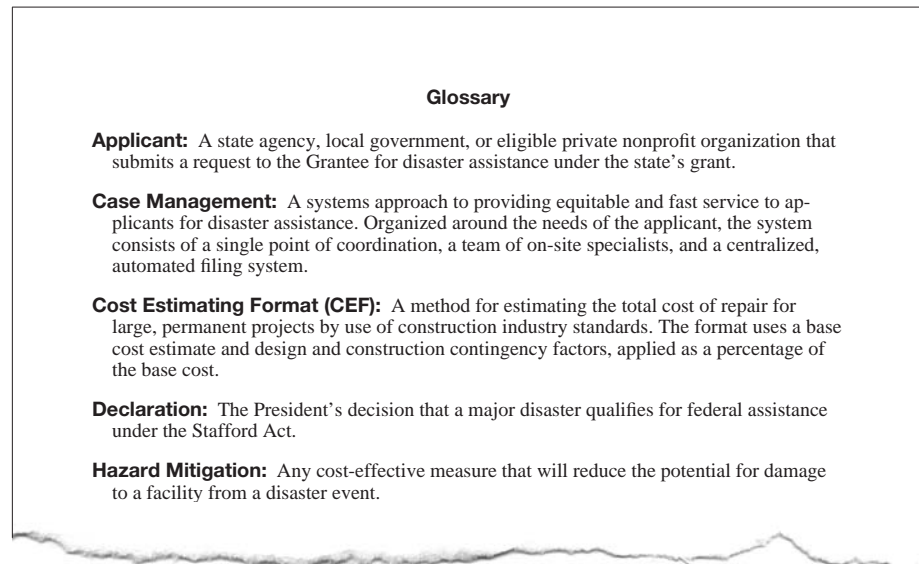 Glossary
Applicant: A state agency, local government, or eligible private nonprofit organization that
submits a request to the Grantee for disaster assistance under the state’s grant.
Case Management: A systems approach to providing equitable and fast service to ap-
plicants for disaster assistance. Organized around the needs of the applicant, the system
consists of a single point of coordination, a team of on-site specialists, and a centralized,
automated filing system.
Cost Estimating Format (CEF): A method for estimating the total cost of repair for
large, permanent projects by use of construction industry standards. The format uses a base
cost estimate and design and construction contingency factors, applied as a percentage of
the base cost.
Declaration: The President’s decision that a major disaster qualifies for federal assistance
under the Stafford Act.
Hazard Mitigation: Any cost-effective measure that will reduce the potential for damage
to a facility from a disaster event.